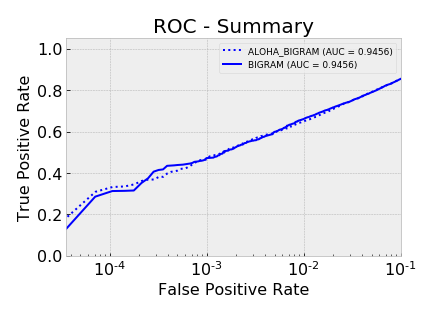 ROC - Summary
ALOHA_BIGRAM (AUC = 0.9456)
BIGRAM (AUC = 0.9456)
True Positive Rate
1.0
0.8
0.6
0.4
0.2
0.0
10⁻⁴ 10⁻³ 10⁻² 10⁻¹
False Positive Rate